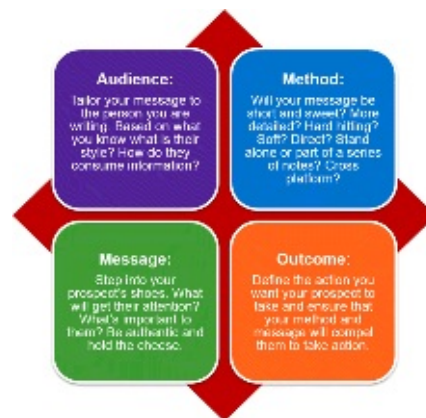 Audience:
Tailor your message to
the person you are
writing. Based on what
you know what is their
style? How do they
consume information?
Method:
Will your message be
short and sweet? More
detailed? Hard hitting?
Soft? Direct? Stand
alone or part of a series
of notes? Cross
platform?
Message:
Step into your
prospect's shoes. What
will get their attention?
What's important to
them? Be authentic and
hold the cheese.
Outcome:
Define the action you
want your prospect to
take and ensure that
your method and
message will compel
them to take action.